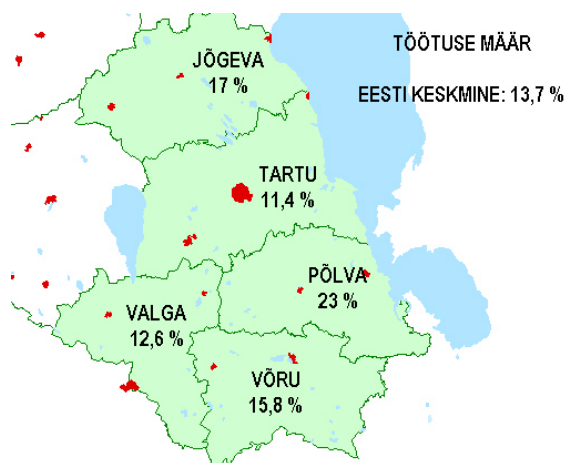 TÖÖTUSE MÄÄR
EESTI KESKMINE: 13,7 %
JÕGEVA
17 %
TARTU
11,4 %
PÕLVA
23 %
VALGA
12,6 %
VÕRU
15,8 %